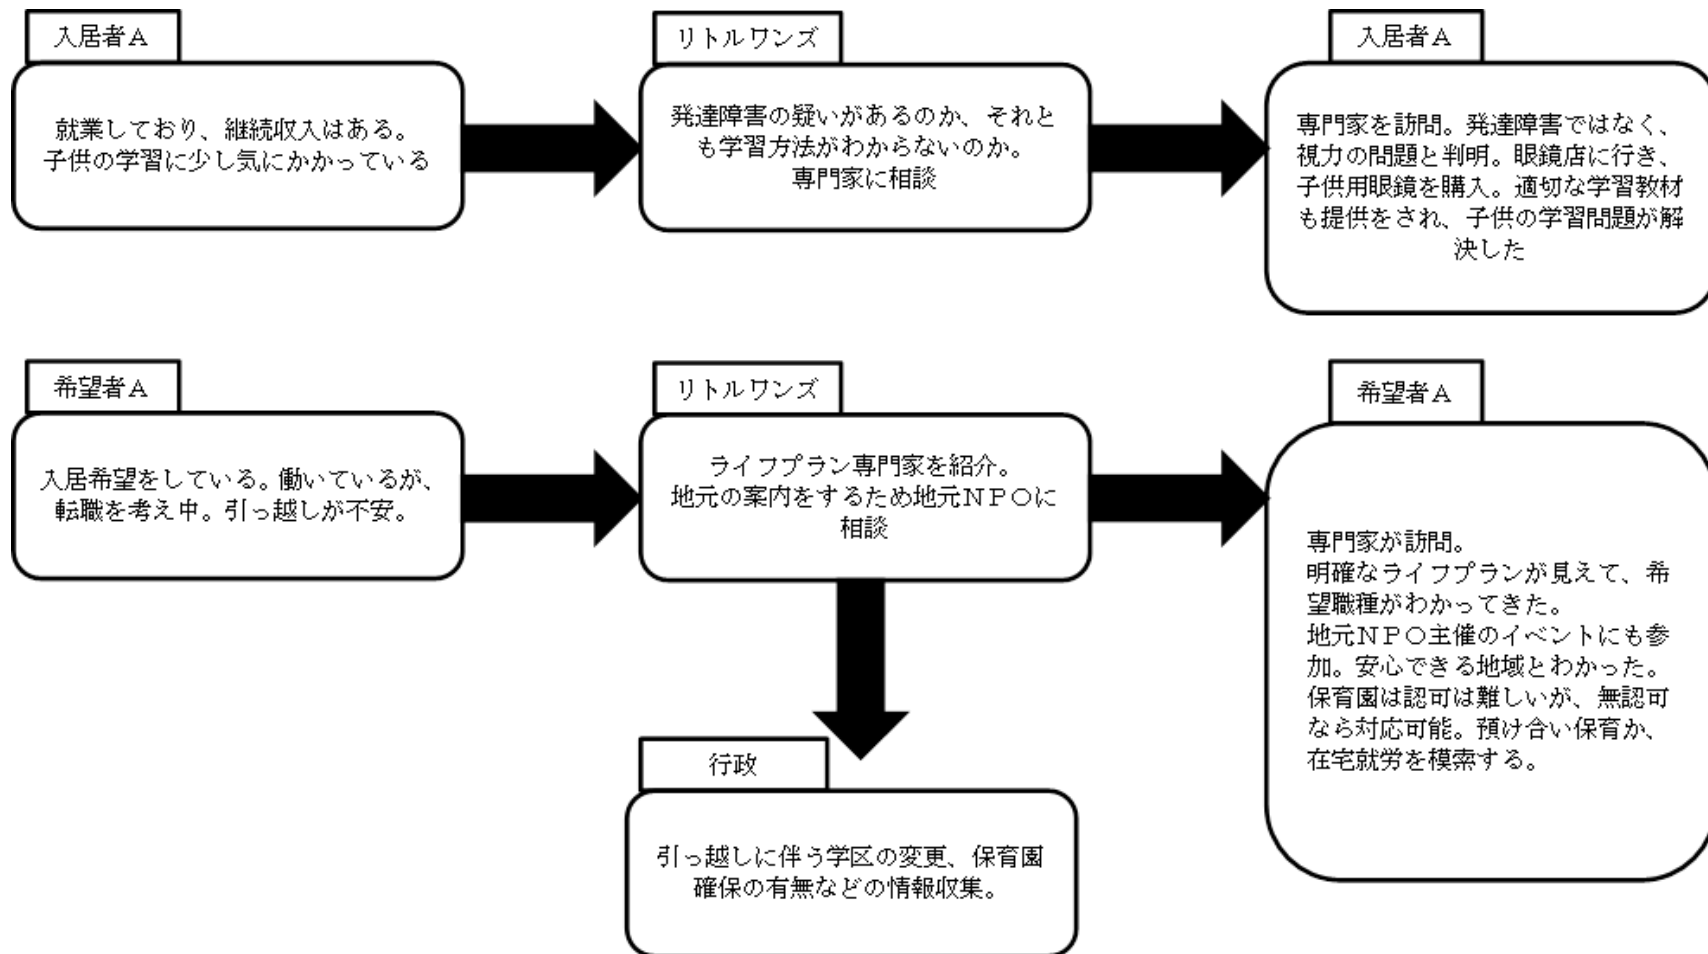 入居者A
就業しており、継続収入はある。
子供の学習に少し気にかかっている
リトルワンズ
発達障害の疑いがあるのか、それと
も学習方法がわからないのか。
専門家に相談
入居者A
専門家を訪問。発達障害ではなく、
視力の問題と判明。眼鏡店に行き、
子供用眼鏡を購入。適切な学習教材
も提供をされ、子供の学習問題が解
決した
希望者A
入居希望をしている。働いているが、
転職を考え中。引っ越しが不安。
リトルワンズ
ライフプラン専門家を紹介。
地元の案内をするため地元NPOに
相談
希望者A
専門家が訪問。
明確なライフプランが見えて、希
望職種がわかってきた。
地元NPO主催のイベントにも参
加。安心できる地域とわかった。
保育園は認可は難しいが、無認可
なら対応可能。預け合い保育か、
在宅就労を模索する。
行政
引っ越しに伴う学区の変更、保育園
確保の有無などの情報収集。